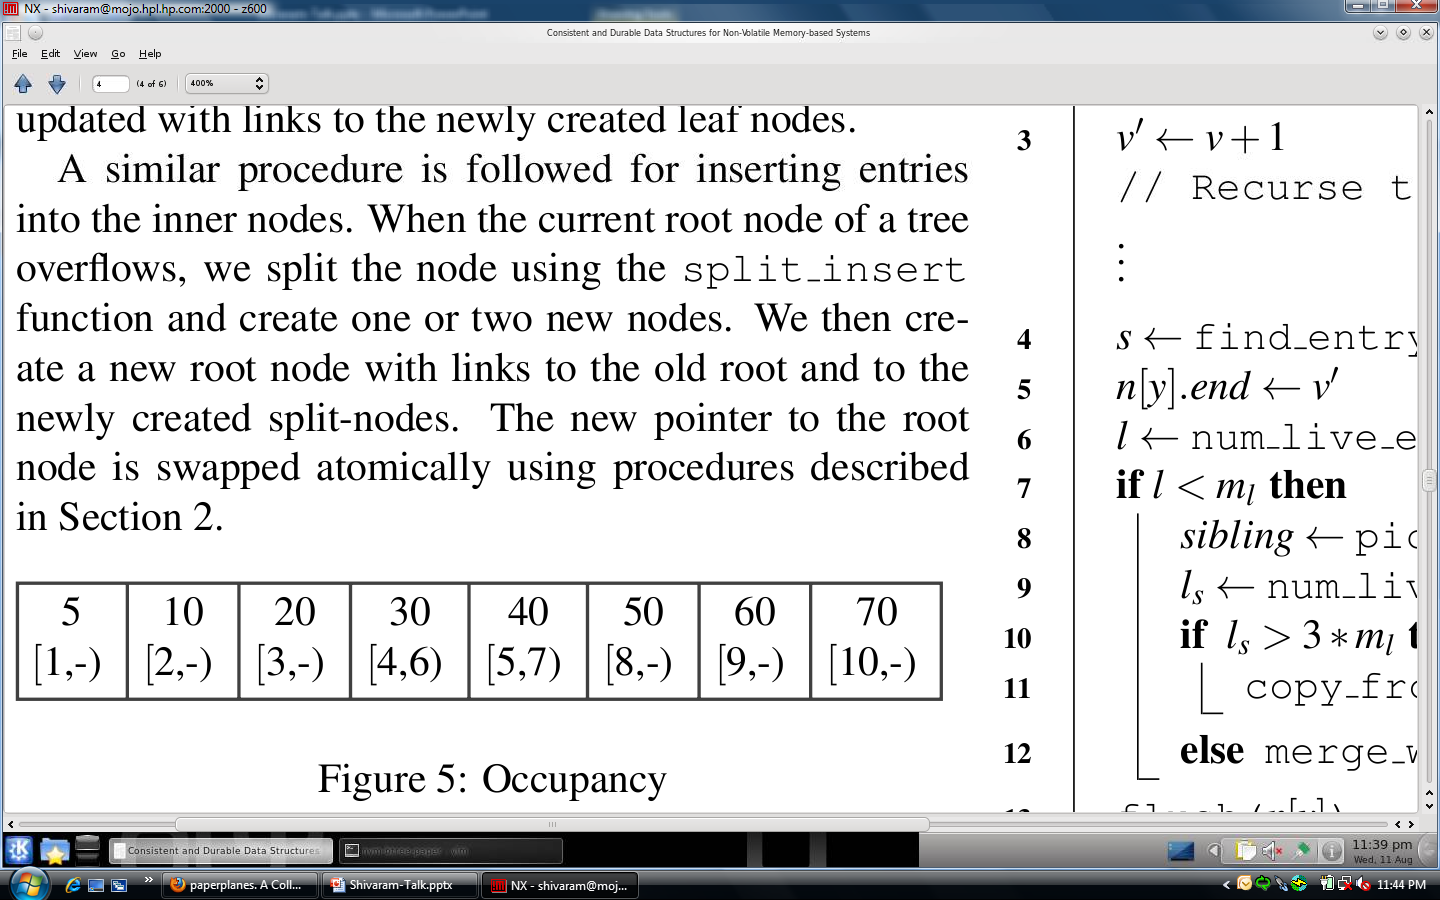 NX - shivaram@mojo.hpl.hp.com:2000 - z600
Consistent and Durable Data Structures for Non-Volatile Memory-based Systems
File Edit View Go Help
4 (4 of 6) 400%
updated with links to the newly created leaf nodes.
A similar procedure is followed for inserting entries
into the inner nodes. When the current root node of a tree
overflows, we split the node using the split_insert
function and create one or two new nodes. We then cre-
ate a new root node with links to the old root and to the
newly created split-nodes. The new pointer to the root
node is swapped atomically using procedures described
in Section 2.
5 10 20 30 40 50 60 70
[1,-) [2,-) [3,-) [4,6) [5,7) [8,-) [9,-) [10,-)
Figure 5: Occupancy
3 v′ ← v + 1
// Recurse t
⋮
4 s ← find_entry
5 n[y].end ← v′
6 l ← num_live_e
7 if l < mₗ then
8 sibling ← pic
9 lₛ ← num_liv
10 if lₛ > 3 * mₗ t
11 copy_fro
12 else merge_w
Consistent and Durable Data Structures
11:39 pm
Wed, 11 Aug
paperplanes. A Coll...
Shivaram-Talk.pptx
NX - shivaram@moj...
11:44 PM